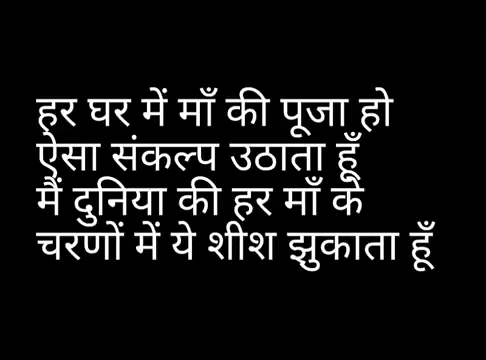 हर घर में माँ की पूजा हो
ऐसा संकल्प उठाता हूँ
मैं दुनिया की हर माँ के
चरणों में ये शीश झुकाता हूँ